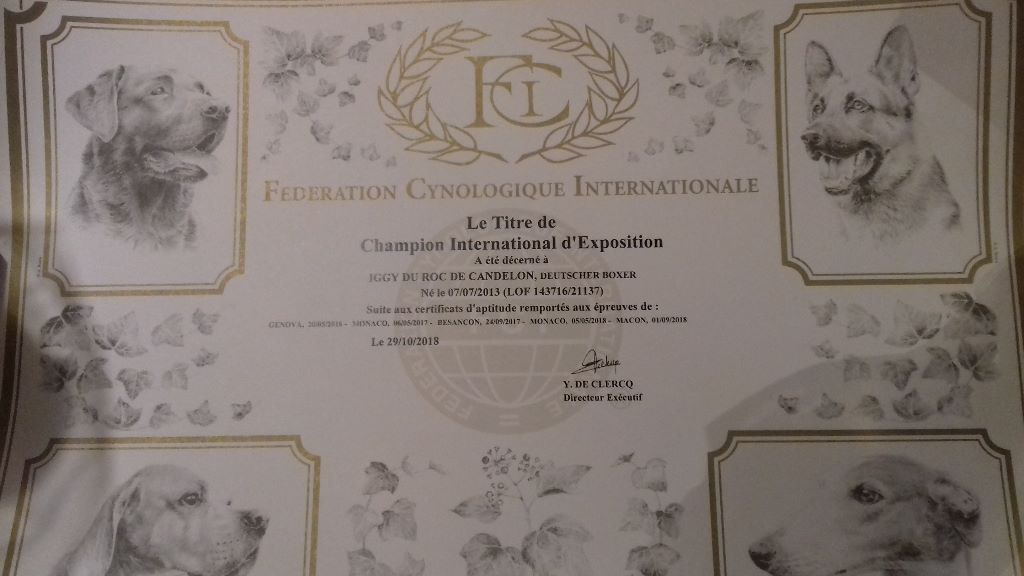 FCI
FEDERATION CYNOLOGIQUE INTERNATIONALE
Le Titre de
Champion International d'Exposition
A été décerné à
IGGY DU ROC DE CANDELON, DEUTSCHER BOXER
Né le 07/07/2013 (LOF 143716/21137)
Suite aux certificats d'aptitude remportés aux épreuves de :
GENOVA, 20/05/2016 - MONACO, 06/05/2017 - BESANCON, 24/09/2017 - MONACO, 05/05/2018 - MACON, 01/09/2018
Le 29/10/2018
Y. DE CLERCQ
Directeur Exécutif